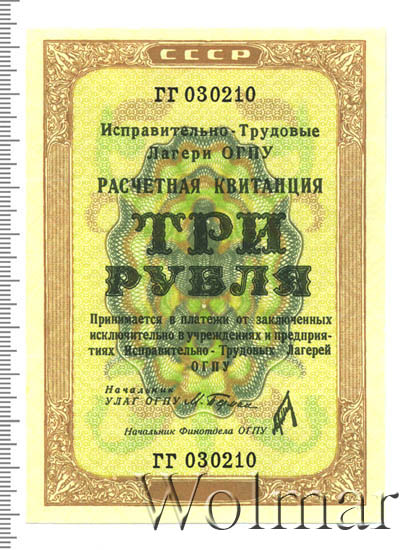 СССР
ГГ 030210
Исправительно-Трудовые
Лагери ОГПУ
РАСЧЕТНАЯ КВИТАНЦИЯ
ТРИ
РУБЛЯ
Принимается в платежи от заключенных
исключительно в учреждениях и предприя-
тиях Исправительно-Трудовых Лагерей
ОГПУ
Начальник
УЛАГ ОГПУ
Начальник Финотдела ОГПУ
ГГ 030210
Wolmar